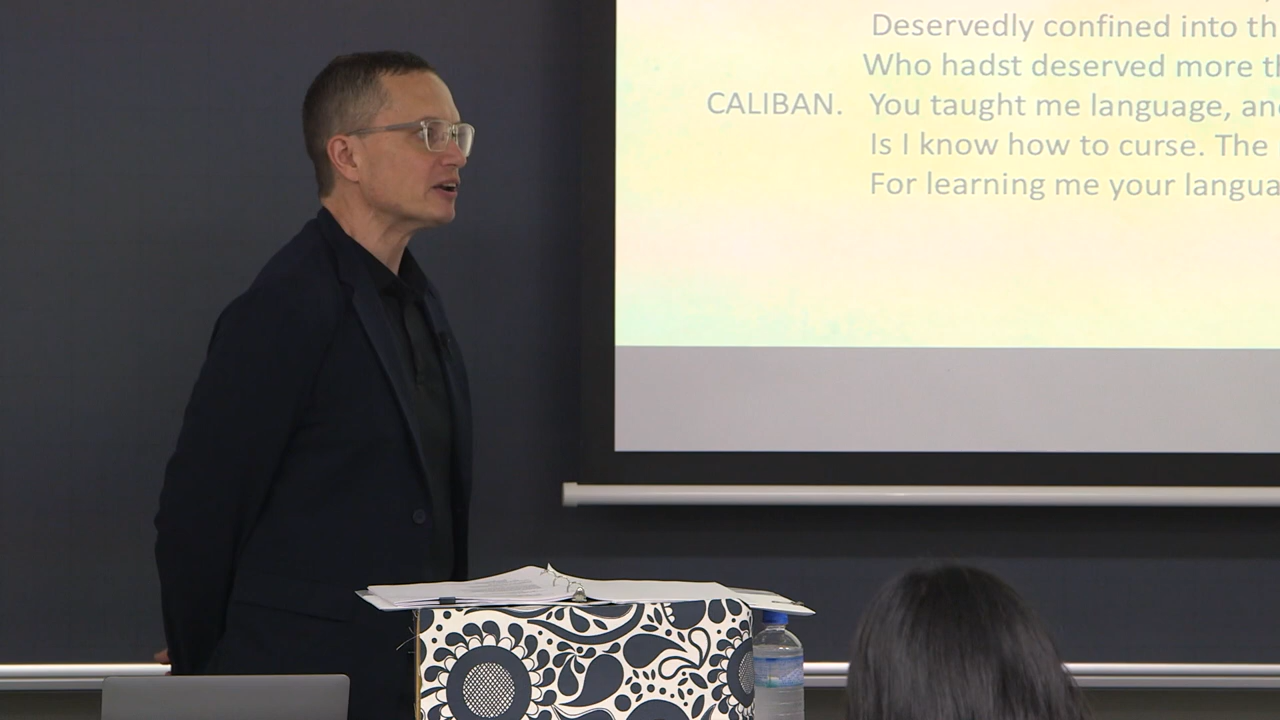 Deservedly confined into th
Who hadst deserved more th
CALIBAN. You taught me language, and
Is I know how to curse. The
For learning me your langua